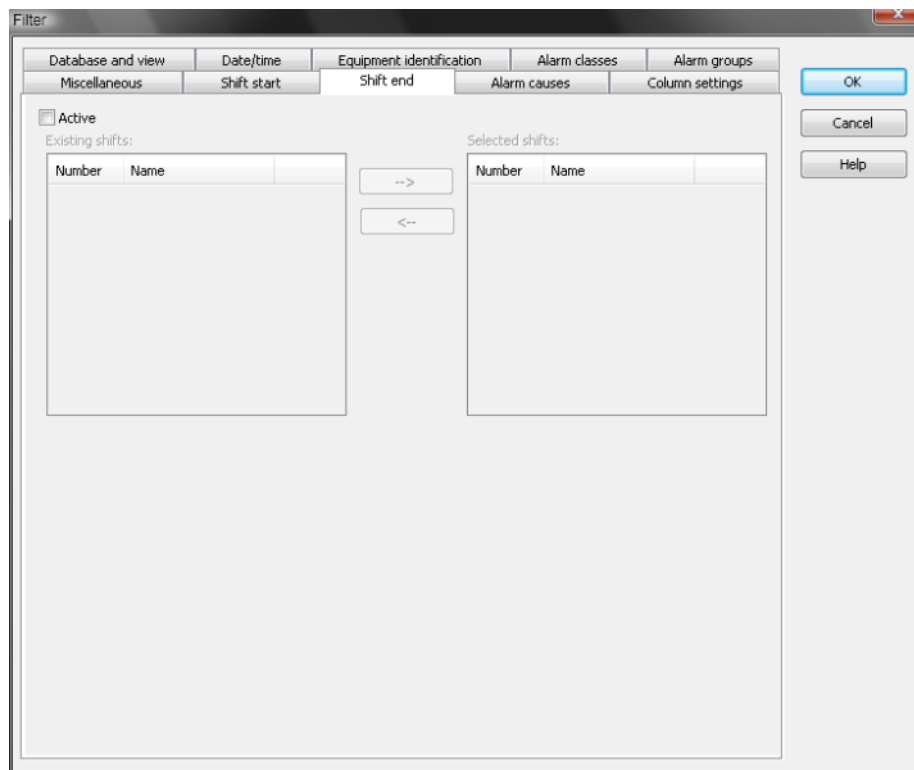 Filter
Database and view Date/time Equipment identification Alarm classes Alarm groups
Miscellaneous Shift start Shift end Alarm causes Column settings
OK
Active
Cancel
Existing shifts: Selected shifts:
Number Name --> Number Name
Help
<--